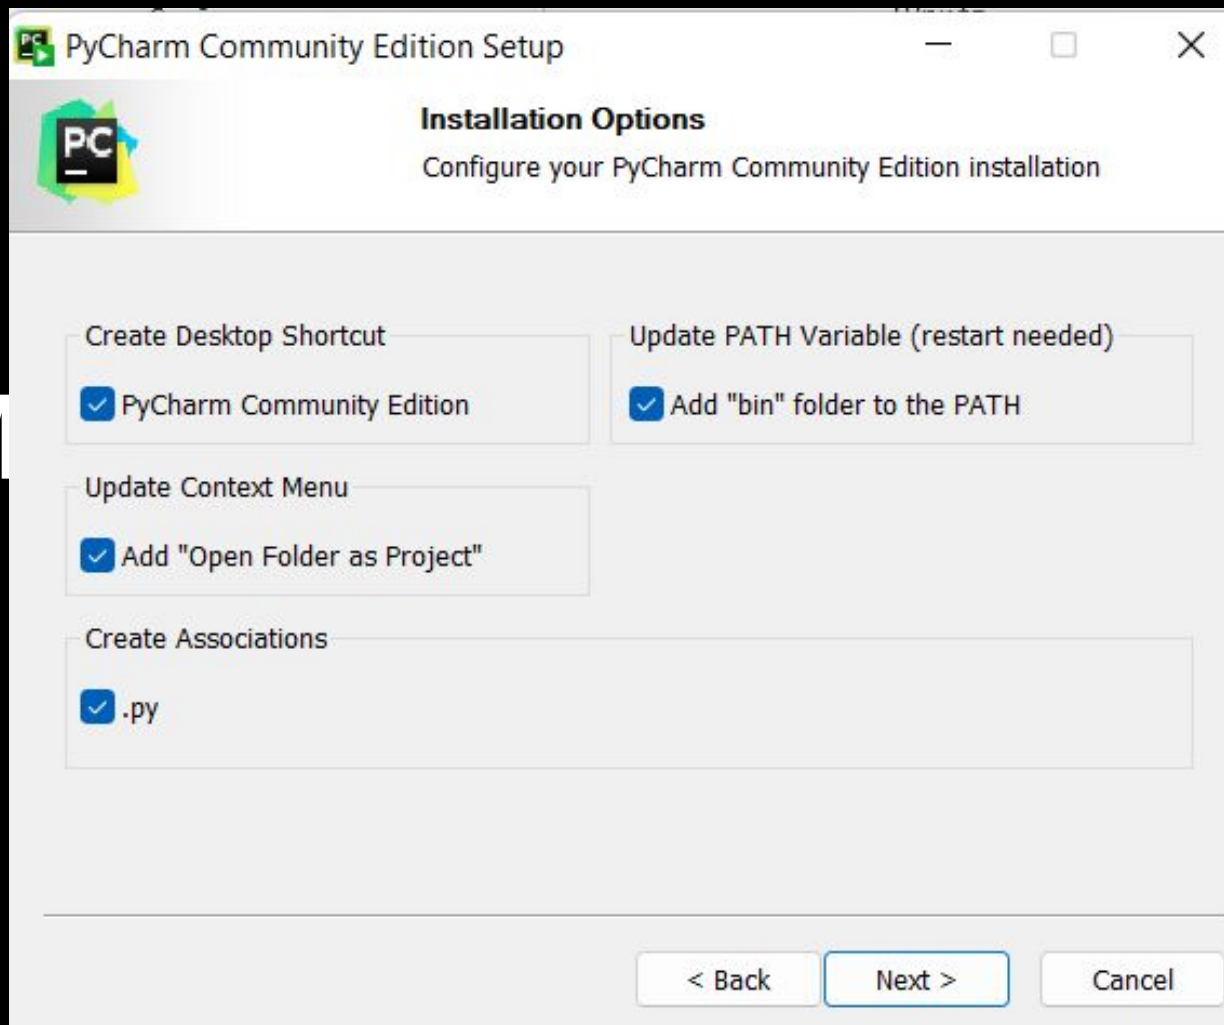 PC PyCharm Community Edition Setup
PC
Installation Options
Configure your PyCharm Community Edition installation
Create Desktop Shortcut
PyCharm Community Edition
Update PATH Variable (restart needed)
Add "bin" folder to the PATH
Update Context Menu
Add "Open Folder as Project"
Create Associations
.py
< Back
Next >
Cancel